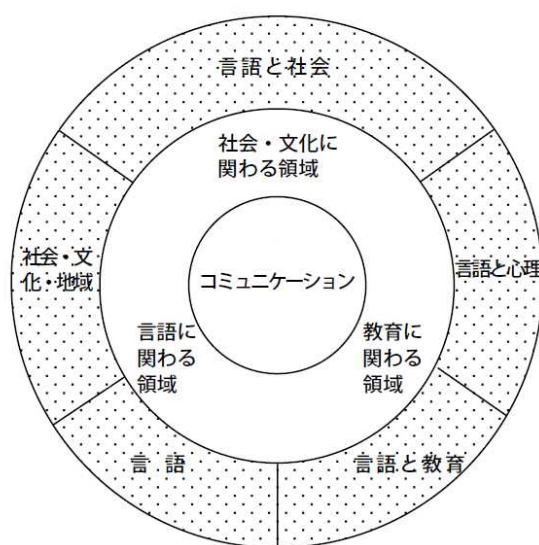 言語と社会
社会・文化に
関わる領域
社会・文
化・地域
コミュニケーション
言語と心理
言語に
関わる
領域
教育に
関わる
領域
言語
言語と教育